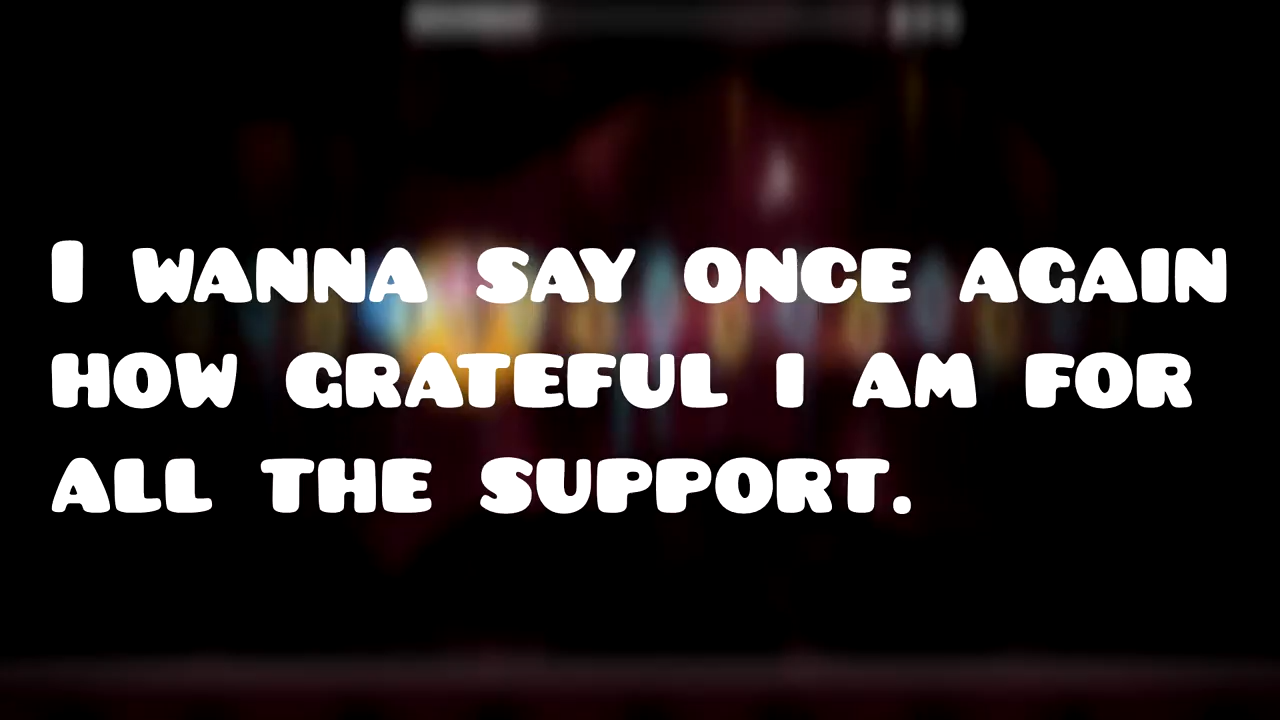 I WANNA SAY ONCE AGAIN
HOW GRATEFUL I AM FOR
ALL THE SUPPORT.